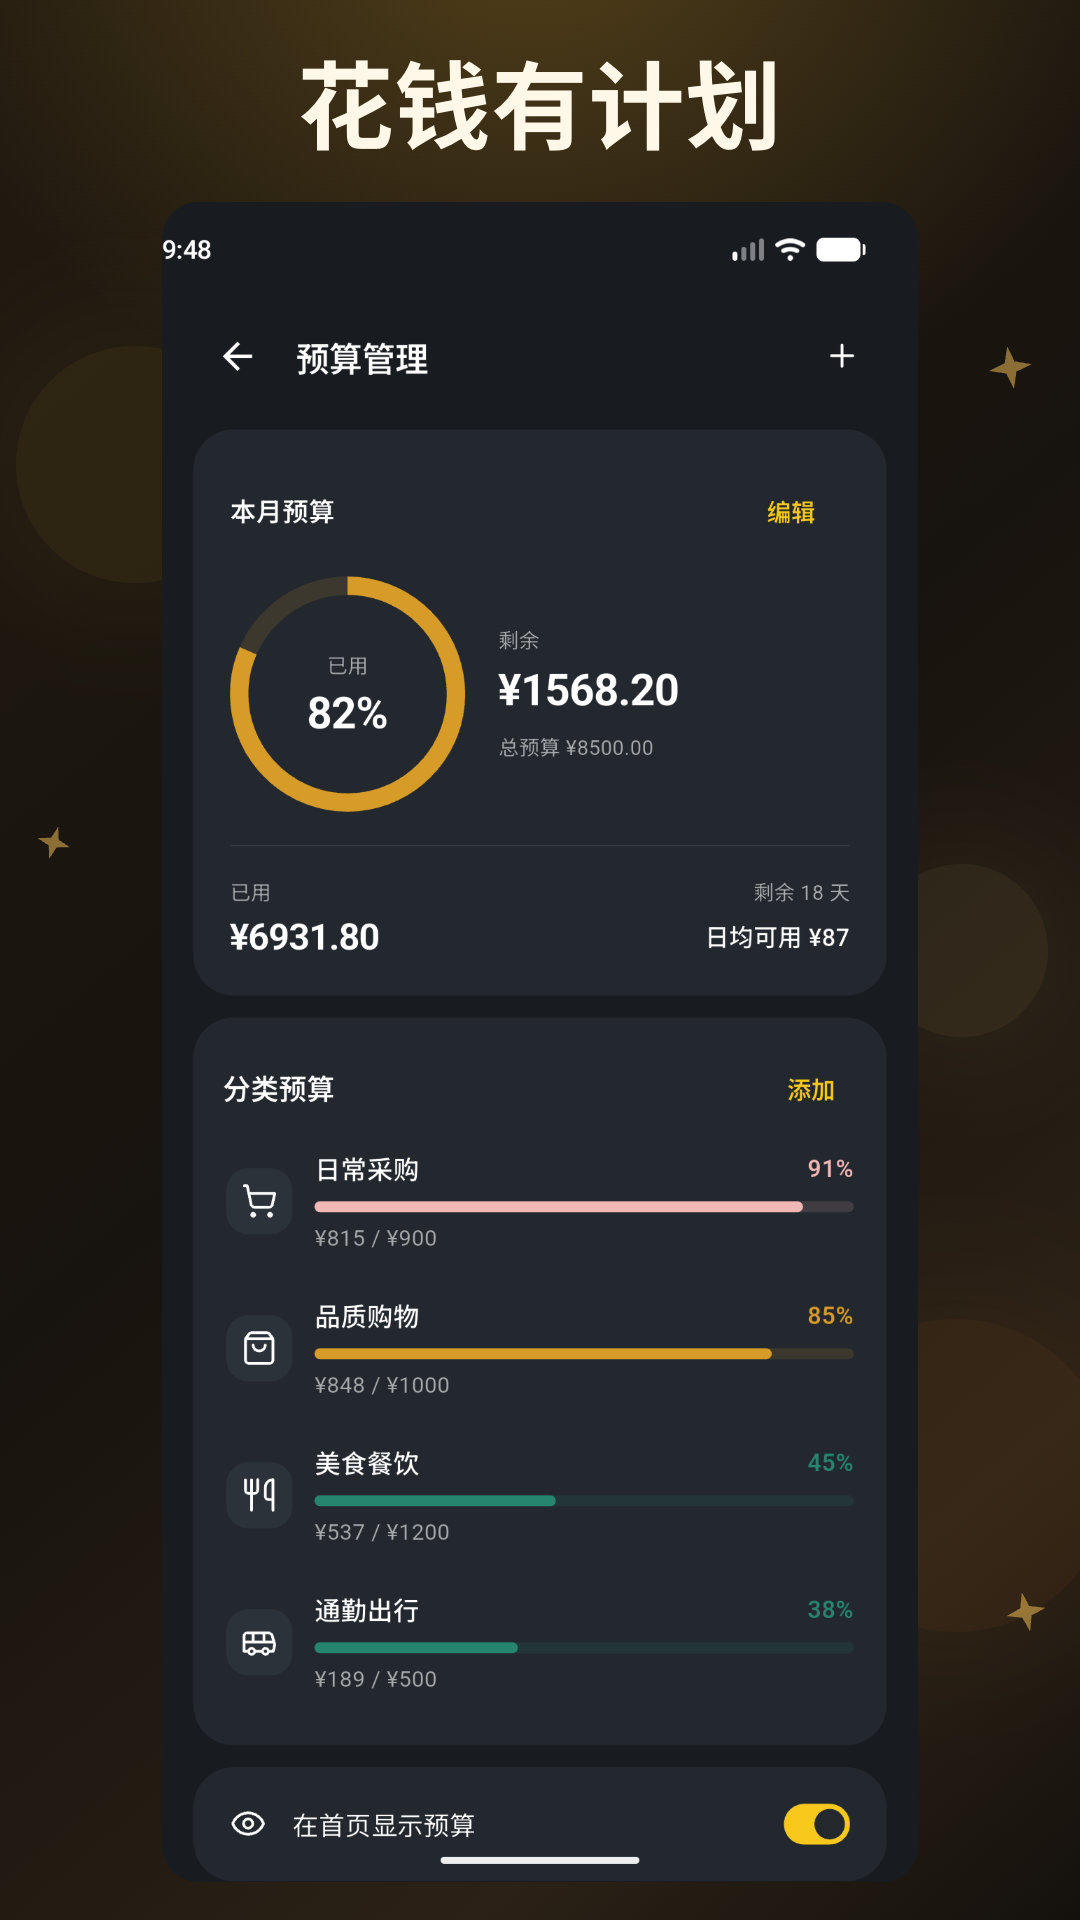 花钱有计划
9:48
预算管理
本月预算
编辑
已用
82%
剩余
¥1568.20
总预算 ¥8500.00
已用
剩余 18 天
¥6931.80
日均可用 ¥87
分类预算
添加
日常采购
91%
¥815 / ¥900
品质购物
85%
¥848 / ¥1000
美食餐饮
45%
¥537 / ¥1200
通勤出行
38%
¥189 / ¥500
在首页显示预算